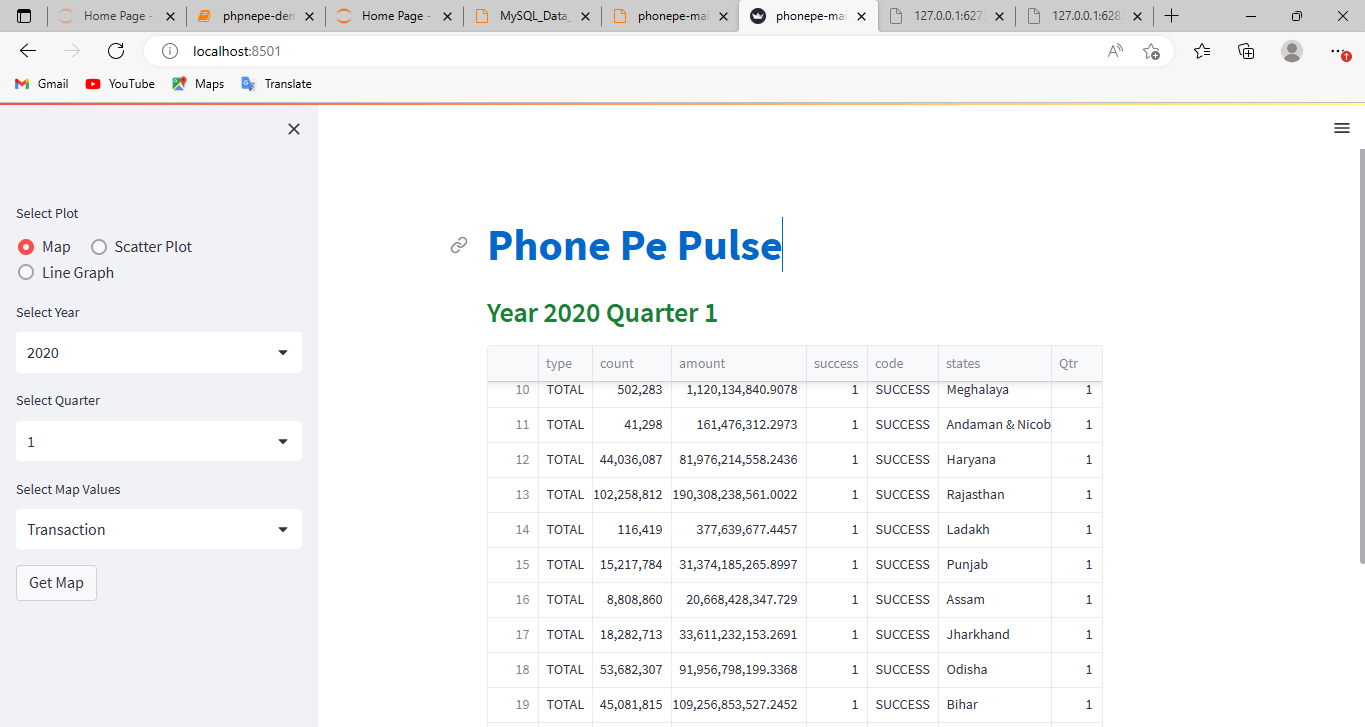 Home Page -
phpnepe-den
Home Page -
MySQL_Data_
phonepe-mai
phonepe-mai
127.0.0.1:627
127.0.0.1:628
localhost:8501
Gmail YouTube Maps Translate
Select Plot
Map Scatter Plot
Line Graph
Select Year
2020
Select Quarter
1
Select Map Values
Transaction
Get Map
Phone Pe Pulse
Year 2020 Quarter 1
type count amount success code states Qtr
10 TOTAL 502,283 1,120,134,840.9078 1 SUCCESS Meghalaya 1
11 TOTAL 41,298 161,476,312.2973 1 SUCCESS Andaman & Nicob 1
12 TOTAL 44,036,087 81,976,214,558.2436 1 SUCCESS Haryana 1
13 TOTAL 102,258,812 190,308,238,561.0022 1 SUCCESS Rajasthan 1
14 TOTAL 116,419 377,639,677.4457 1 SUCCESS Ladakh 1
15 TOTAL 15,217,784 31,374,185,265.8997 1 SUCCESS Punjab 1
16 TOTAL 8,808,860 20,668,428,347.729 1 SUCCESS Assam 1
17 TOTAL 18,282,713 33,611,232,153.2691 1 SUCCESS Jharkhand 1
18 TOTAL 53,682,307 91,956,798,199.3368 1 SUCCESS Odisha 1
19 TOTAL 45,081,815 109,256,853,527.2452 1 SUCCESS Bihar 1